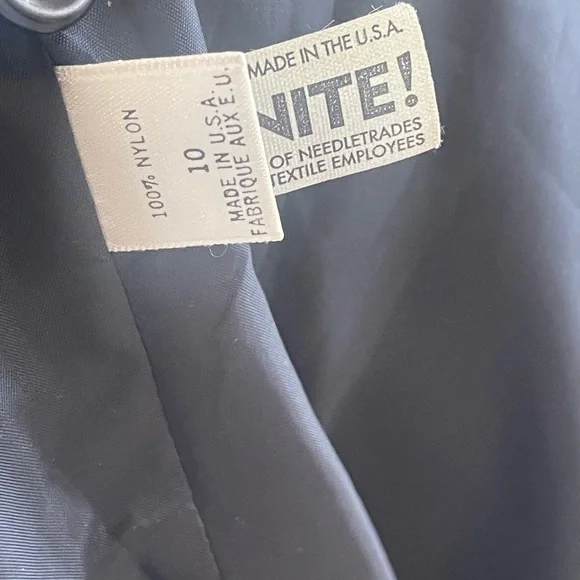 100% NYLON
10
MADE IN U.S.A.
FABRIQUE AUX E.U.
MADE IN THE U.S.A.
NITE!
OF NEEDLETRADES
TEXTILE EMPLOYEES